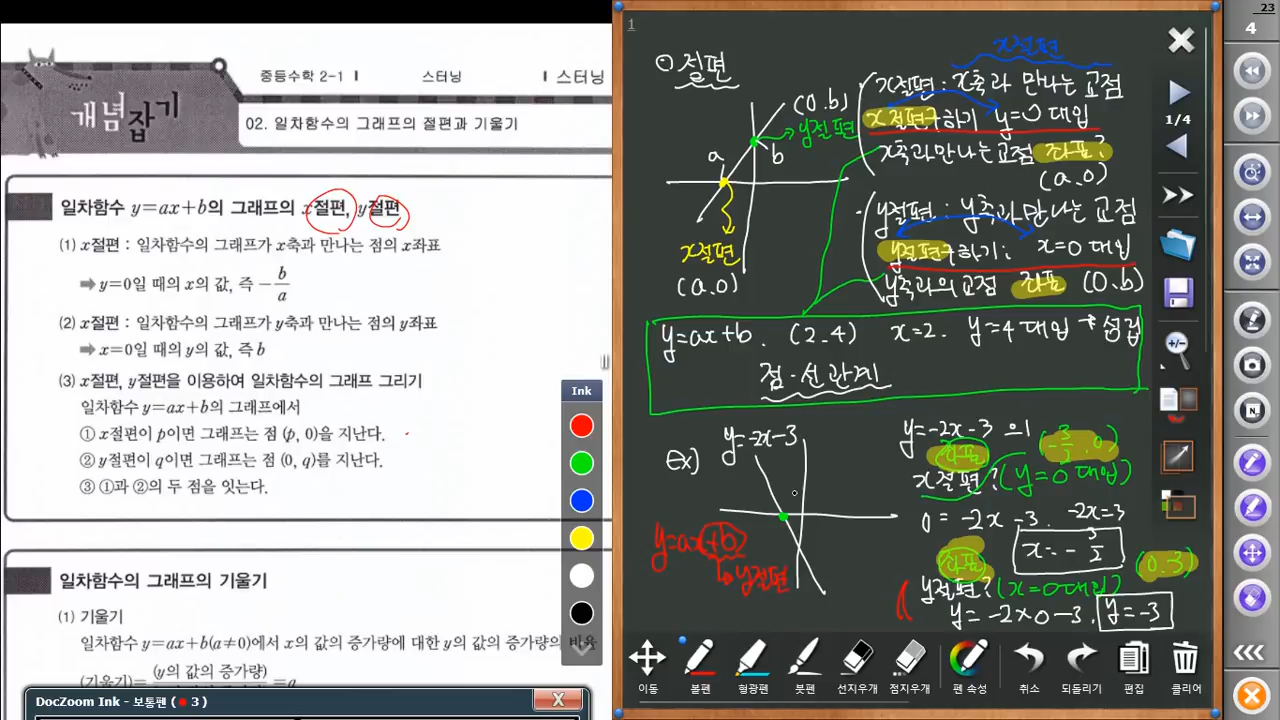 중등수학 2-1 Ⅰ 스터닝 Ⅰ 스터닝
개념 잡기
02. 일차함수의 그래프의 절편과 기울기
일차함수 y=ax+b의 그래프의 x절편, y절편
(1) x절편 : 일차함수의 그래프가 x축과 만나는 점의 x좌표
➡ y=0일 때의 x의 값, 즉 -b/a
(2) x절편 : 일차함수의 그래프가 y축과 만나는 점의 y좌표
➡ x=0일 때의 y의 값, 즉 b
(3) x절편, y절편을 이용하여 일차함수의 그래프 그리기
일차함수 y=ax+b의 그래프에서
① x절편이 p이면 그래프는 점 (p, 0)을 지난다.
② y절편이 q이면 그래프는 점 (0, q)를 지난다.
③ ①과 ②의 두 점을 잇는다.
일차함수의 그래프의 기울기
(1) 기울기
일차함수 y=ax+b(a≠0)에서 x의 값의 증가량에 대한 y의 값의 증가량의 비율
(기울기)=(y의 값의 증가량)
=a
DocZoom Ink - 보통펜 ( 3 )
X
Ink
1
절편
(0.b)
y절편
a
b
x절편
(a.0)
x절편
x절편 : x축과 만나는 교점
x절편구하기 y=0 대입
x축과만나는교점 좌표?
(a.0)
y절편 : y축과만나는 교점
y절편구하기; x=0 대입
y축과의교점 좌표 (0.b)
y=ax+b. (2.4) x=2. y=4 대입 → 성립
점·선관계
ex)
y=-2x-3
y=ax+b
y절편
y=-2x-3 의
좌표 (-3/2.0)
x절편? (y=0 대입)
0=-2x-3. -2x=3
x=-3/2
좌표 (0.3)
y절편? (x=0대입)
y=-2×0-3. y=-3
이동 볼펜 형광펜 붓펜 선지우개 점지우개 펜 속성 취소 되돌리기 편집 클리어
23
4
1/4
+/-
N